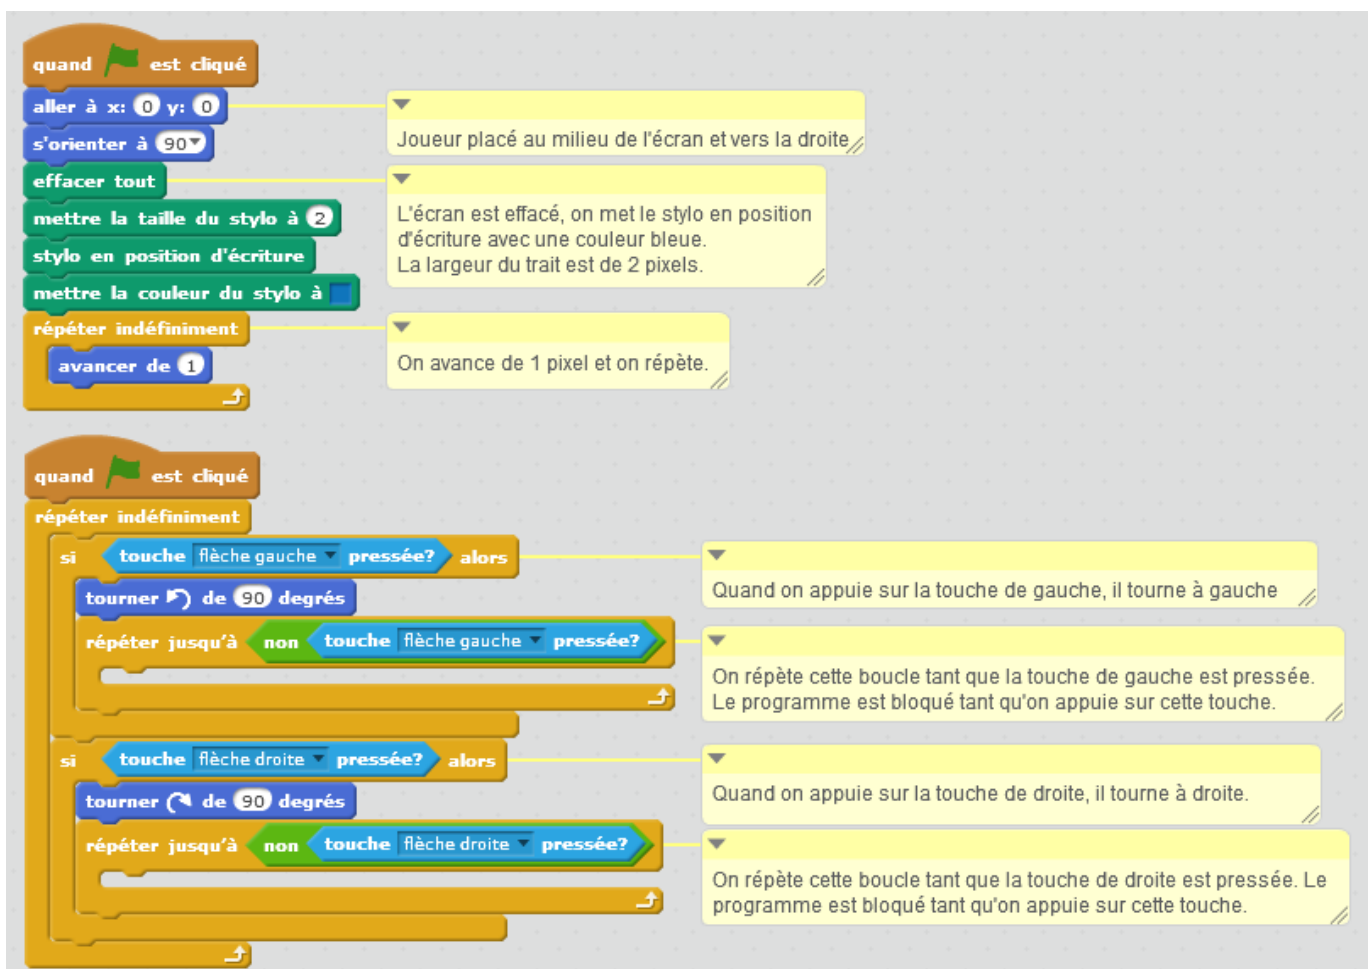 quand est cliqué
aller à x: 0 y: 0
s'orienter à 90
Joueur placé au milieu de l'écran et vers la droite
effacer tout
mettre la taille du stylo à 2
stylo en position d'écriture
mettre la couleur du stylo à
L'écran est effacé, on met le stylo en position
d'écriture avec une couleur bleue.
La largeur du trait est de 2 pixels.
répéter indéfiniment
avancer de 1
On avance de 1 pixel et on répète.
quand est cliqué
répéter indéfiniment
si touche flèche gauche pressée? alors
Quand on appuie sur la touche de gauche, il tourne à gauche
tourner de 90 degrés
répéter jusqu'à non touche flèche gauche pressée?
On répète cette boucle tant que la touche de gauche est pressée.
Le programme est bloqué tant qu'on appuie sur cette touche.
si touche flèche droite pressée? alors
Quand on appuie sur la touche de droite, il tourne à droite.
tourner de 90 degrés
répéter jusqu'à non touche flèche droite pressée?
On répète cette boucle tant que la touche de droite est pressée. Le
programme est bloqué tant qu'on appuie sur cette touche.